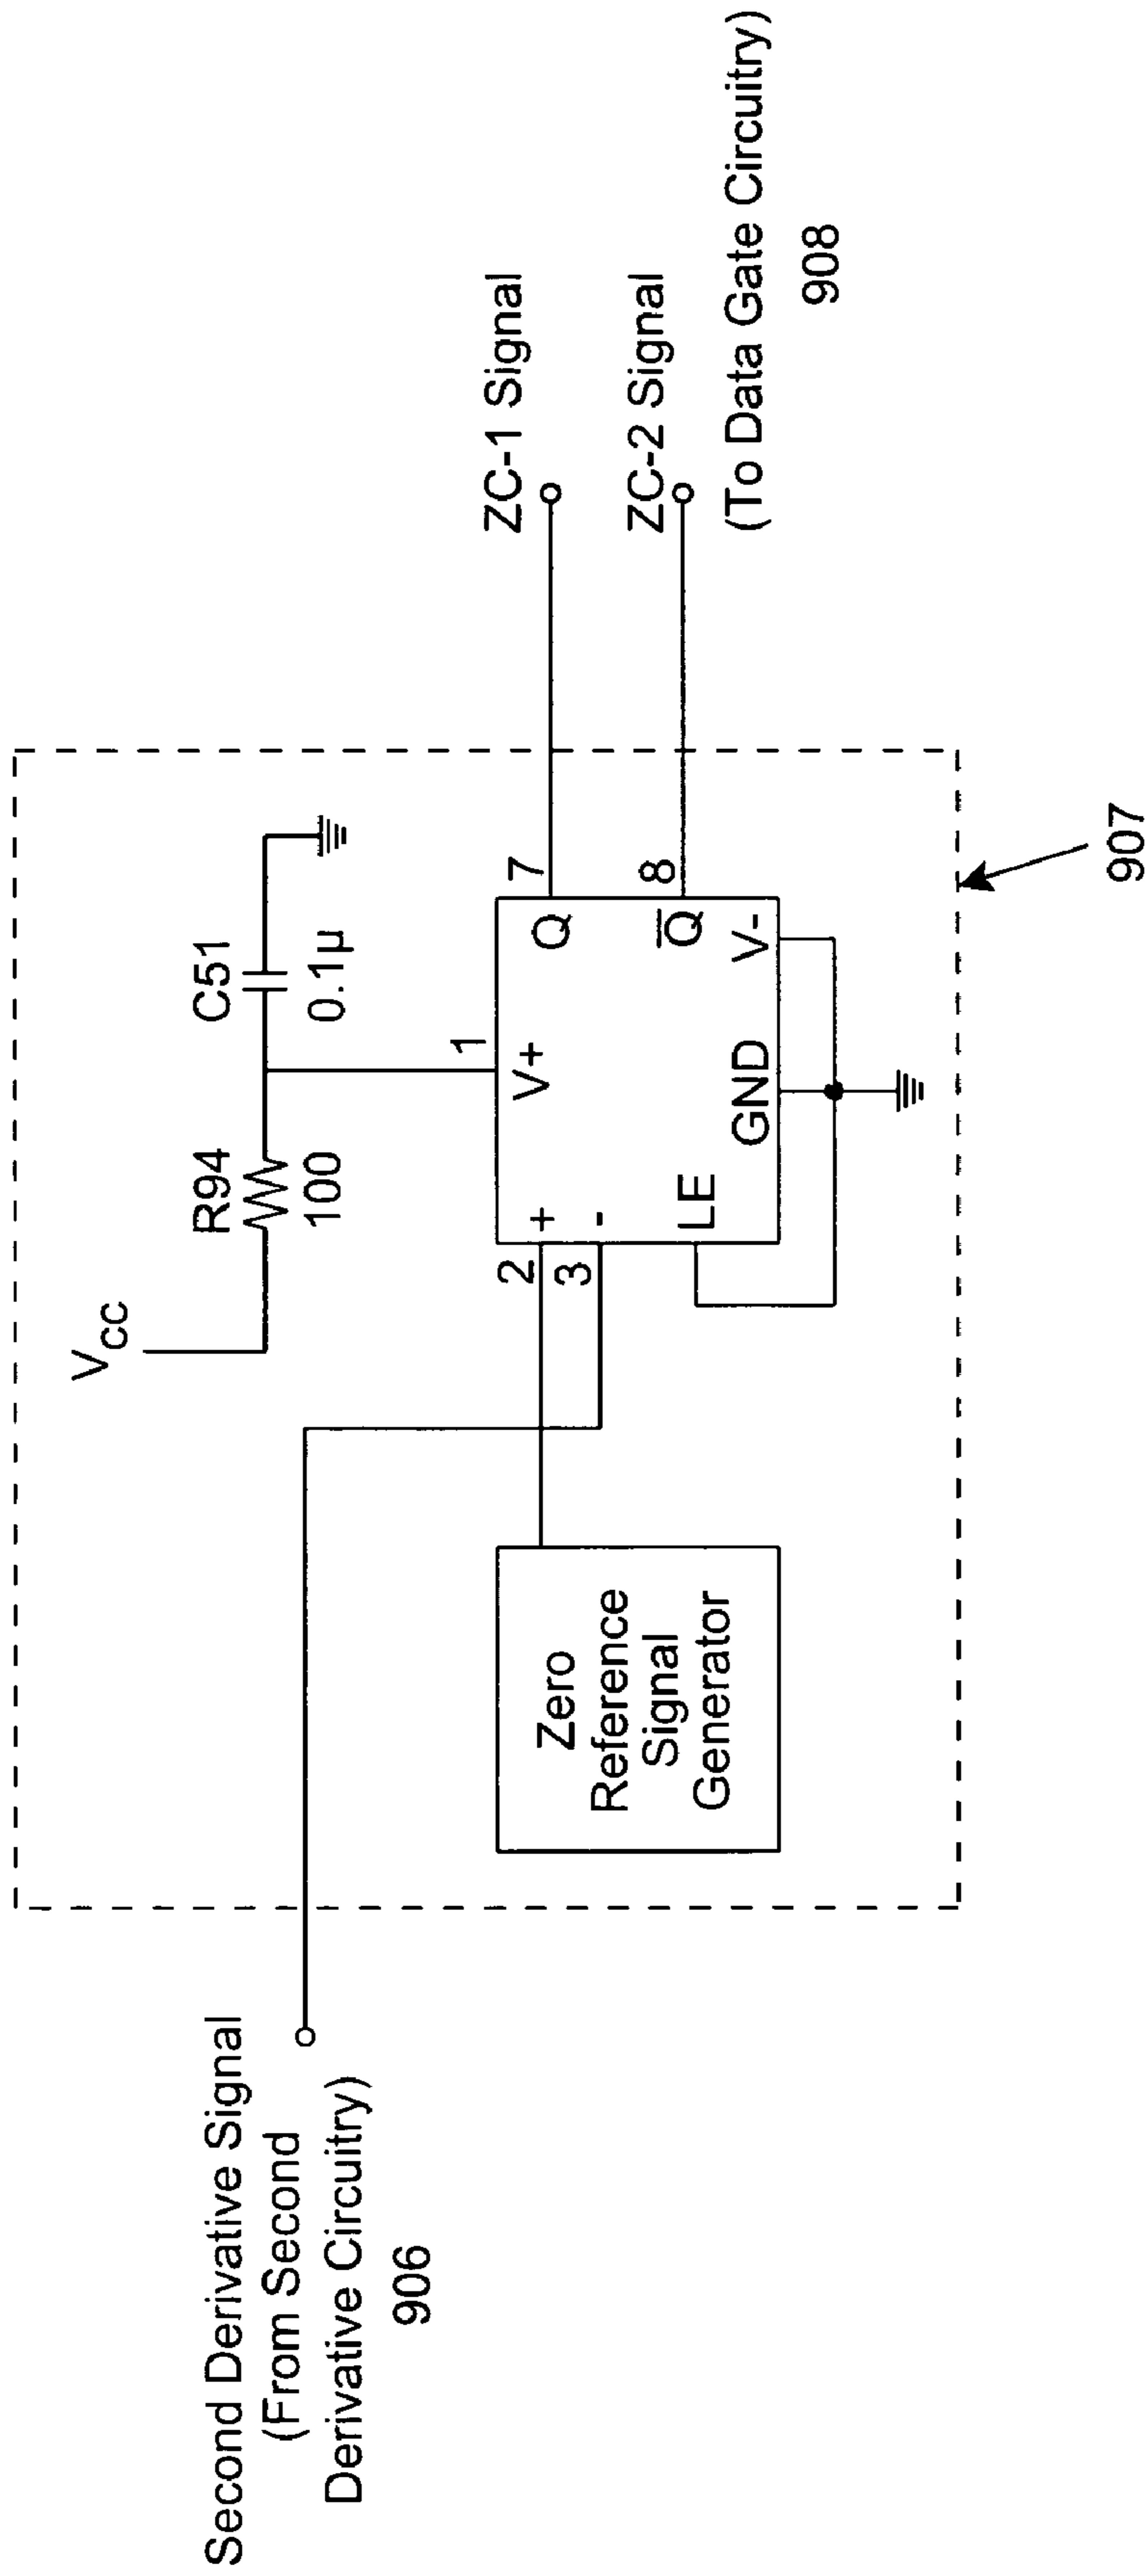 Second Derivative Signal
(From Second
Derivative Circuitry)
906
V_CC
R94
100
C51
0.1µ
Zero
Reference
Signal
Generator
2
+
3
-
1
V+
LE
GND
V-
Q
7
Q̅
8
ZC-1 Signal
ZC-2 Signal
(To Data Gate Circuitry)
908
907